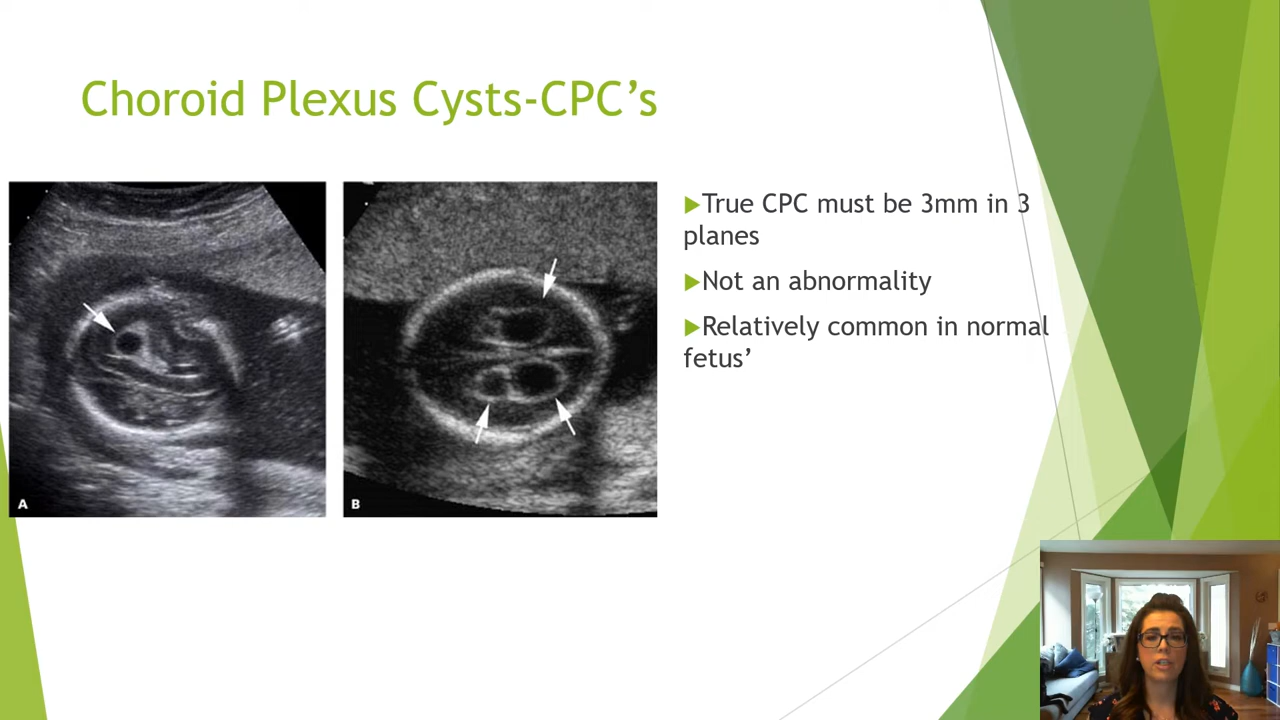 Choroid Plexus Cysts-CPC’s
▶True CPC must be 3mm in 3
planes
▶Not an abnormality
▶Relatively common in normal
fetus’
A
B